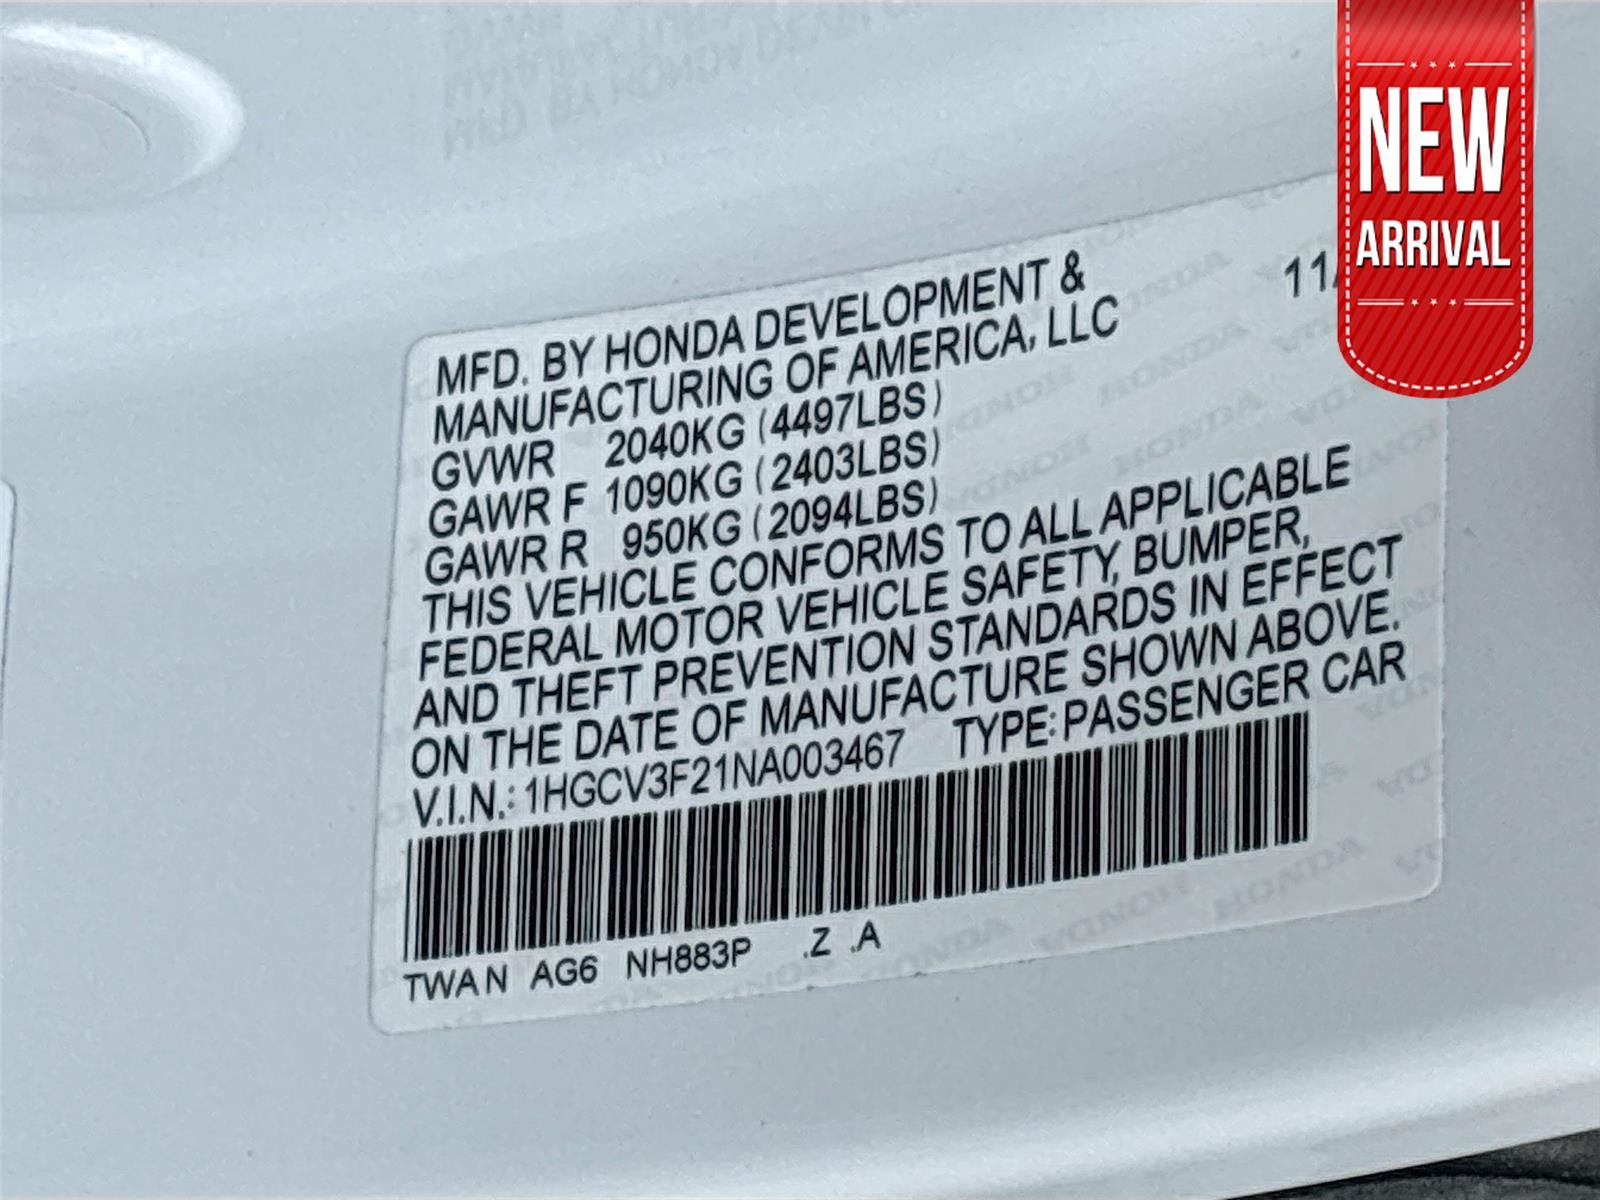 NEW
ARRIVAL
MFD. BY HONDA DEVELOPMENT &
MANUFACTURING OF AMERICA, LLC
11/
GVWR 2040KG (4497LBS)
GAWR F 1090KG (2403LBS)
GAWR R 950KG (2094LBS)
THIS VEHICLE CONFORMS TO ALL APPLICABLE
FEDERAL MOTOR VEHICLE SAFETY, BUMPER,
AND THEFT PREVENTION STANDARDS IN EFFECT
ON THE DATE OF MANUFACTURE SHOWN ABOVE.
V.I.N.: 1HGCV3F21NA003467 TYPE: PASSENGER CAR
TWAN AG6 NH883P .Z .A